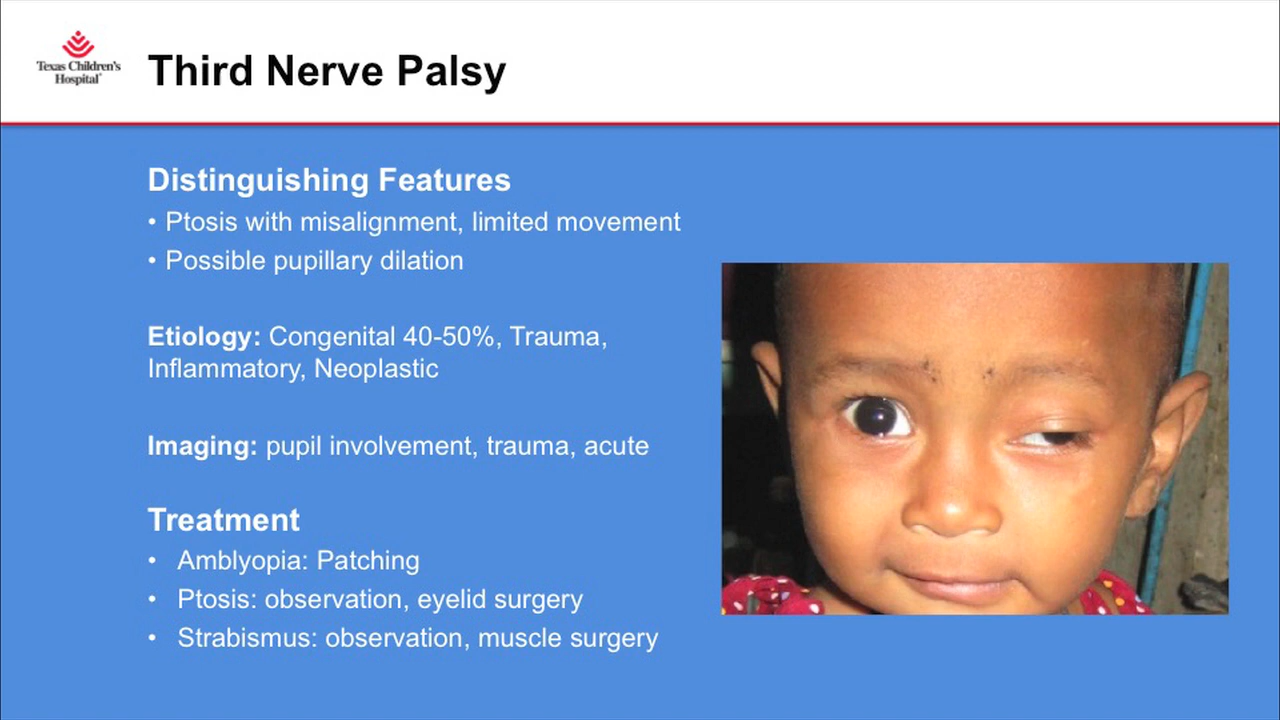 Texas Children's
Hospital
Third Nerve Palsy
Distinguishing Features
• Ptosis with misalignment, limited movement
• Possible pupillary dilation
Etiology: Congenital 40-50%, Trauma,
Inflammatory, Neoplastic
Imaging: pupil involvement, trauma, acute
Treatment
• Amblyopia: Patching
• Ptosis: observation, eyelid surgery
• Strabismus: observation, muscle surgery